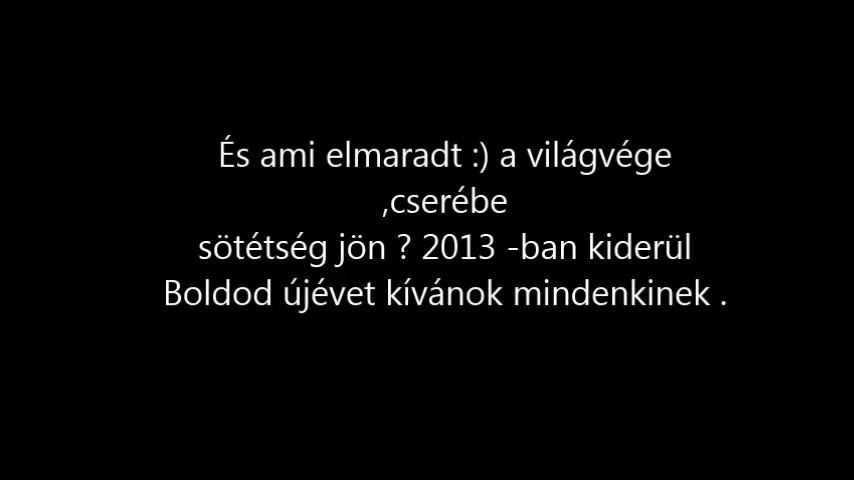 És ami elmaradt :) a világvége
,cserébe
sötétség jön ? 2013 -ban kiderül
Boldod újévet kívánok mindenkinek .